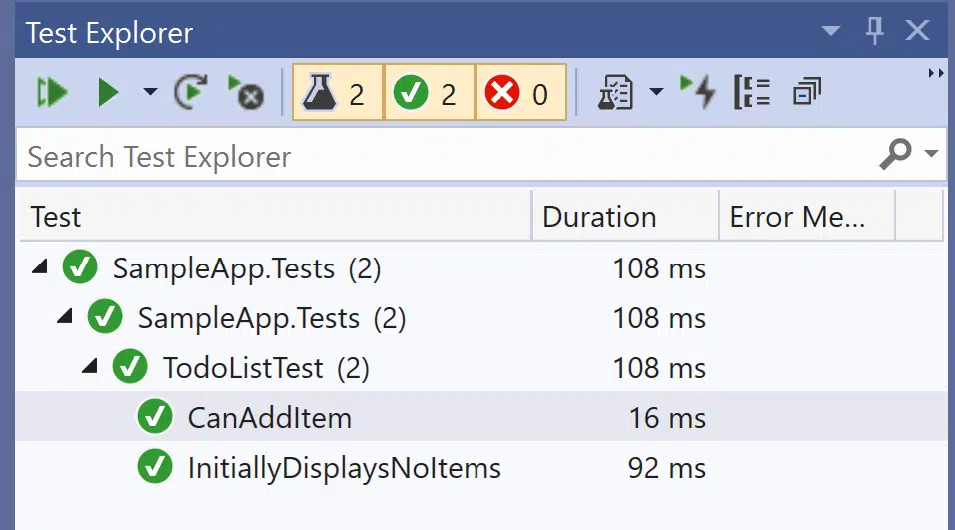 Test Explorer
2 2 0
Search Test Explorer
Test Duration Error Me...
SampleApp.Tests (2) 108 ms
SampleApp.Tests (2) 108 ms
TodoListTest (2) 108 ms
CanAddItem 16 ms
InitiallyDisplaysNoItems 92 ms